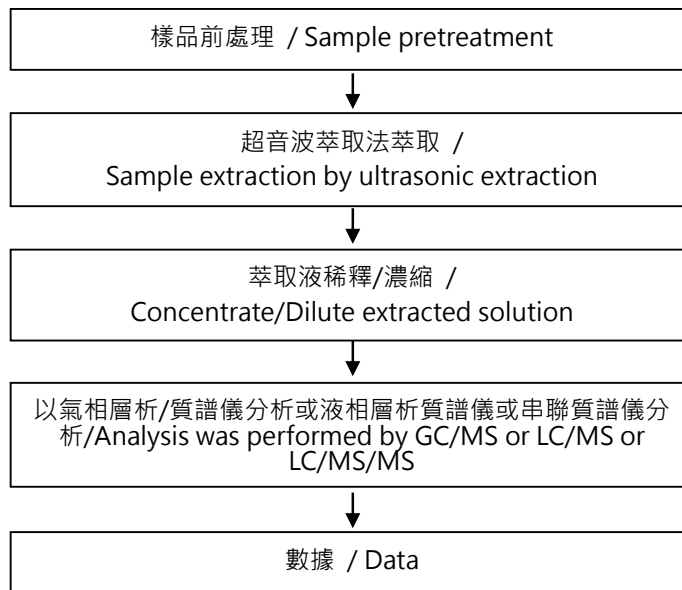 樣品前處理 / Sample pretreatment
超音波萃取法萃取 /
Sample extraction by ultrasonic extraction
萃取液稀釋/濃縮 /
Concentrate/Dilute extracted solution
以氣相層析/質譜儀分析或液相層析質譜儀或串聯質譜儀分
析/Analysis was performed by GC/MS or LC/MS or
LC/MS/MS
數據 / Data